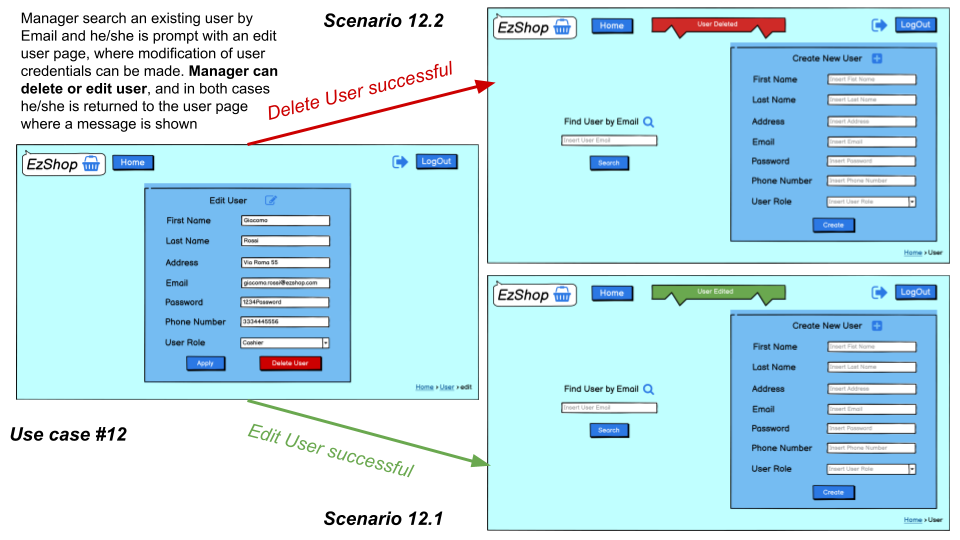 Manager search an existing user by
Email and he/she is prompt with an edit
user page, where modification of user
credentials can be made. Manager can
delete or edit user, and in both cases
he/she is returned to the user page
where a message is shown
Scenario 12.2
Delete User successful
EzShop
Home
User Deleted
LogOut
Find User by Email
Insert User Email
Search
Create New User
First Name
Insert Fist Name
Last Name
Insert Last Name
Address
Insert Address
Email
Insert Email
Password
Insert Password
Phone Number
Insert Phone Number
User Role
Insert User Role
Create
Home > User
EzShop
Home
LogOut
Edit User
First Name
Giacomo
Last Name
Rossi
Address
Via Roma 55
Email
giacomo.rossi@ezshop.com
Password
1234Password
Phone Number
3334445556
User Role
Cashier
Apply
Delete User
Home > User > edit
Use case #12
Edit User successful
Scenario 12.1
EzShop
Home
User Edited
LogOut
Find User by Email
Insert User Email
Search
Create New User
First Name
Insert Fist Name
Last Name
Insert Last Name
Address
Insert Address
Email
Insert Email
Password
Insert Password
Phone Number
Insert Phone Number
User Role
Insert User Role
Create
Home > User